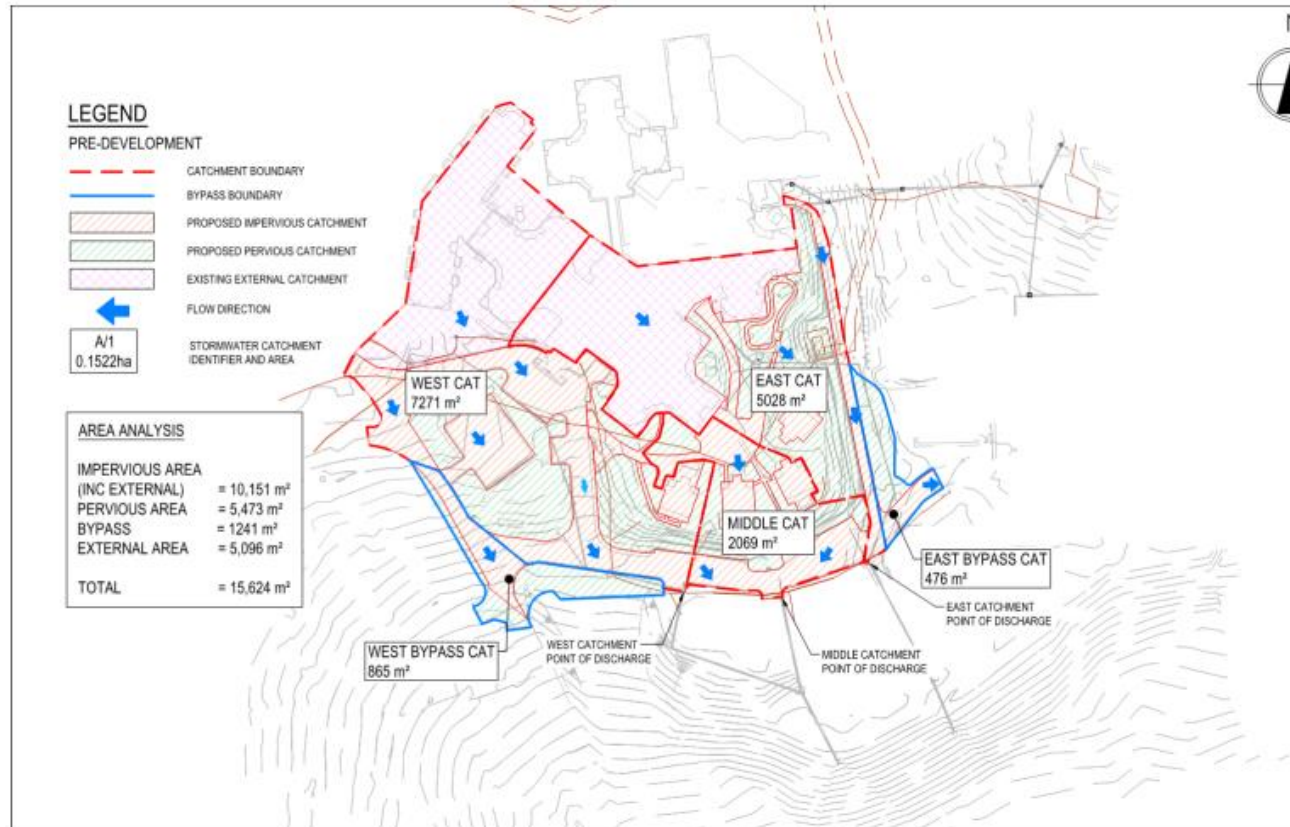 N
LEGEND
PRE-DEVELOPMENT
CATCHMENT BOUNDARY
BYPASS BOUNDARY
PROPOSED IMPERVIOUS CATCHMENT
PROPOSED PERVIOUS CATCHMENT
EXISTING EXTERNAL CATCHMENT
FLOW DIRECTION
A/1
0.1522ha
STORMWATER CATCHMENT
IDENTIFIER AND AREA
AREA ANALYSIS
IMPERVIOUS AREA
(INC EXTERNAL) = 10,151 m²
PERVIOUS AREA = 5,473 m²
BYPASS = 1241 m²
EXTERNAL AREA = 5,096 m²
TOTAL = 15,624 m²
WEST CAT
7271 m²
EAST CAT
5028 m²
MIDDLE CAT
2069 m²
EAST BYPASS CAT
476 m²
EAST CATCHMENT
POINT OF DISCHARGE
WEST BYPASS CAT
865 m²
WEST CATCHMENT
POINT OF DISCHARGE
MIDDLE CATCHMENT
POINT OF DISCHARGE